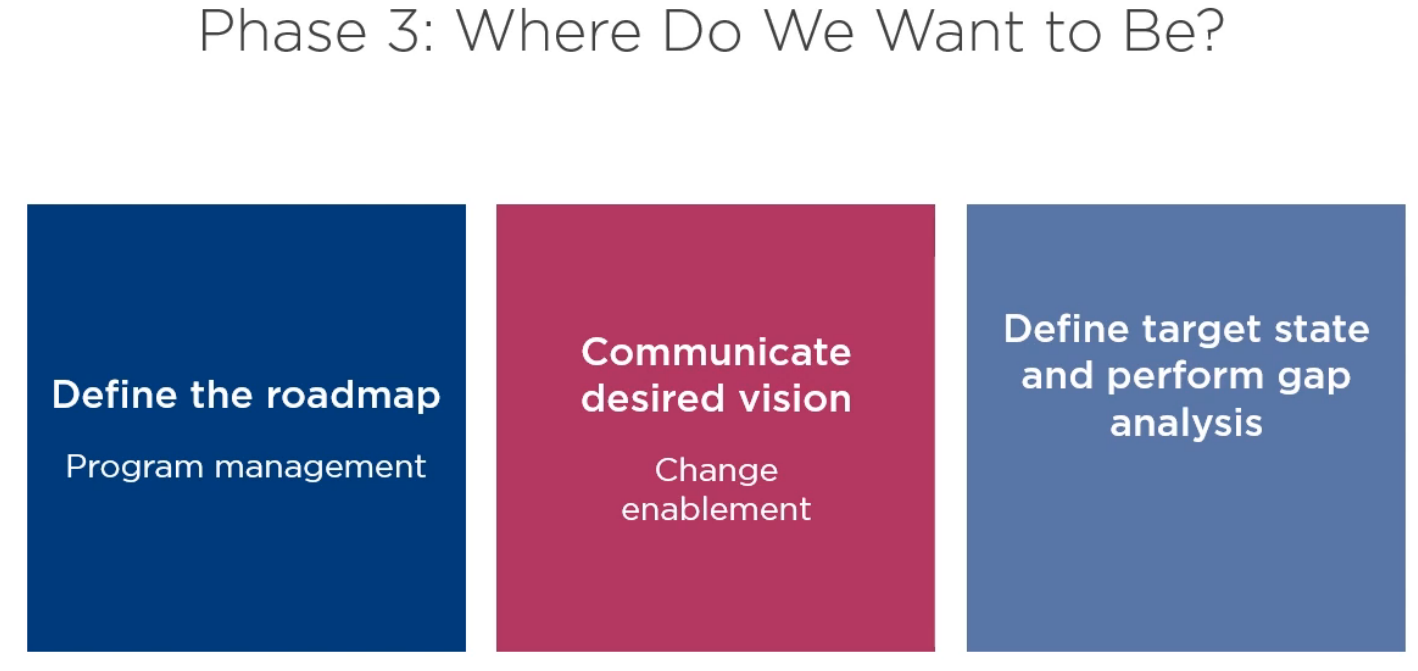 Phase 3: Where Do We Want to Be?
Define the roadmap
Program management
Communicate
desired vision
Change
enablement
Define target state
and perform gap
analysis